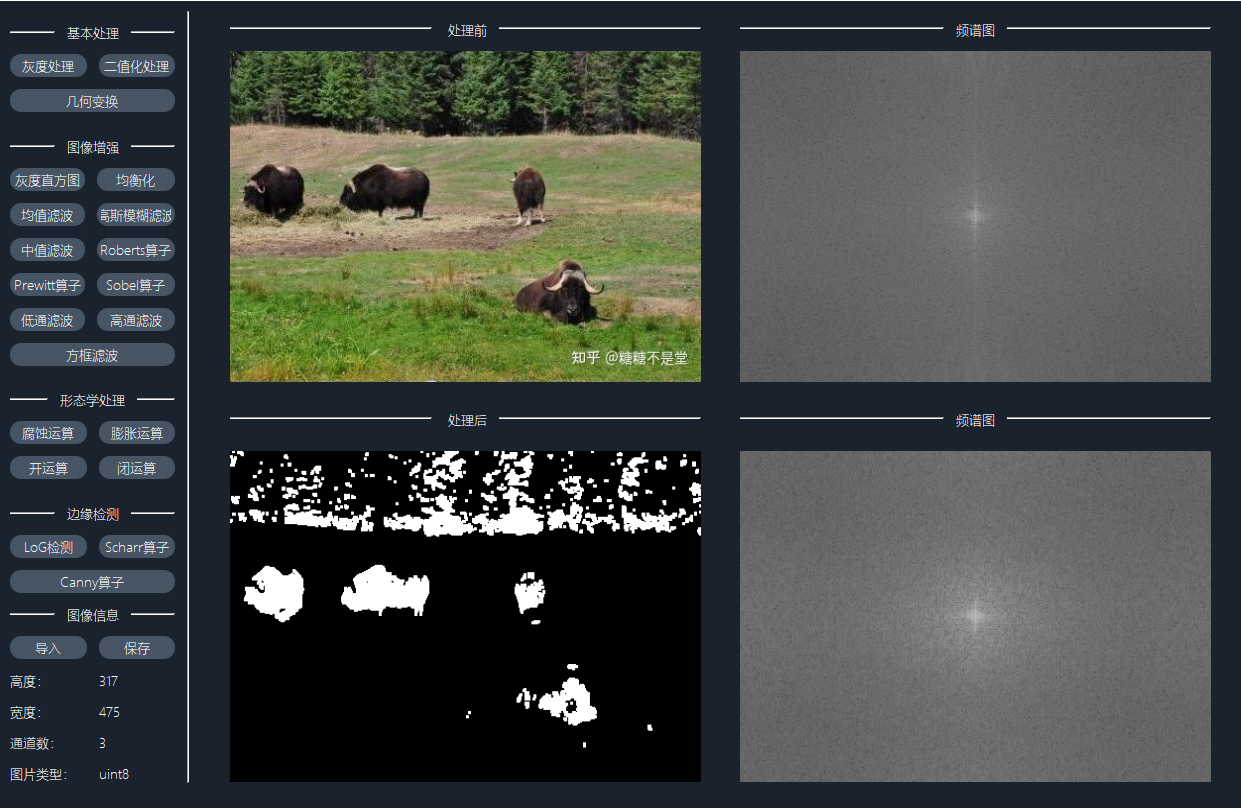 基本处理
灰度处理 二值化处理
几何变换
图像增强
灰度直方图 均衡化
均值滤波 高斯模糊滤波
中值滤波 Roberts算子
Prewitt算子 Sobel算子
低通滤波 高通滤波
方框滤波
形态学处理
腐蚀运算 膨胀运算
开运算 闭运算
边缘检测
LoG检测 Scharr算子
Canny算子
图像信息
导入 保存
高度: 317
宽度: 475
通道数: 3
图片类型: uint8
处理前
频谱图
知乎 @糖糖不是堂
处理后
频谱图